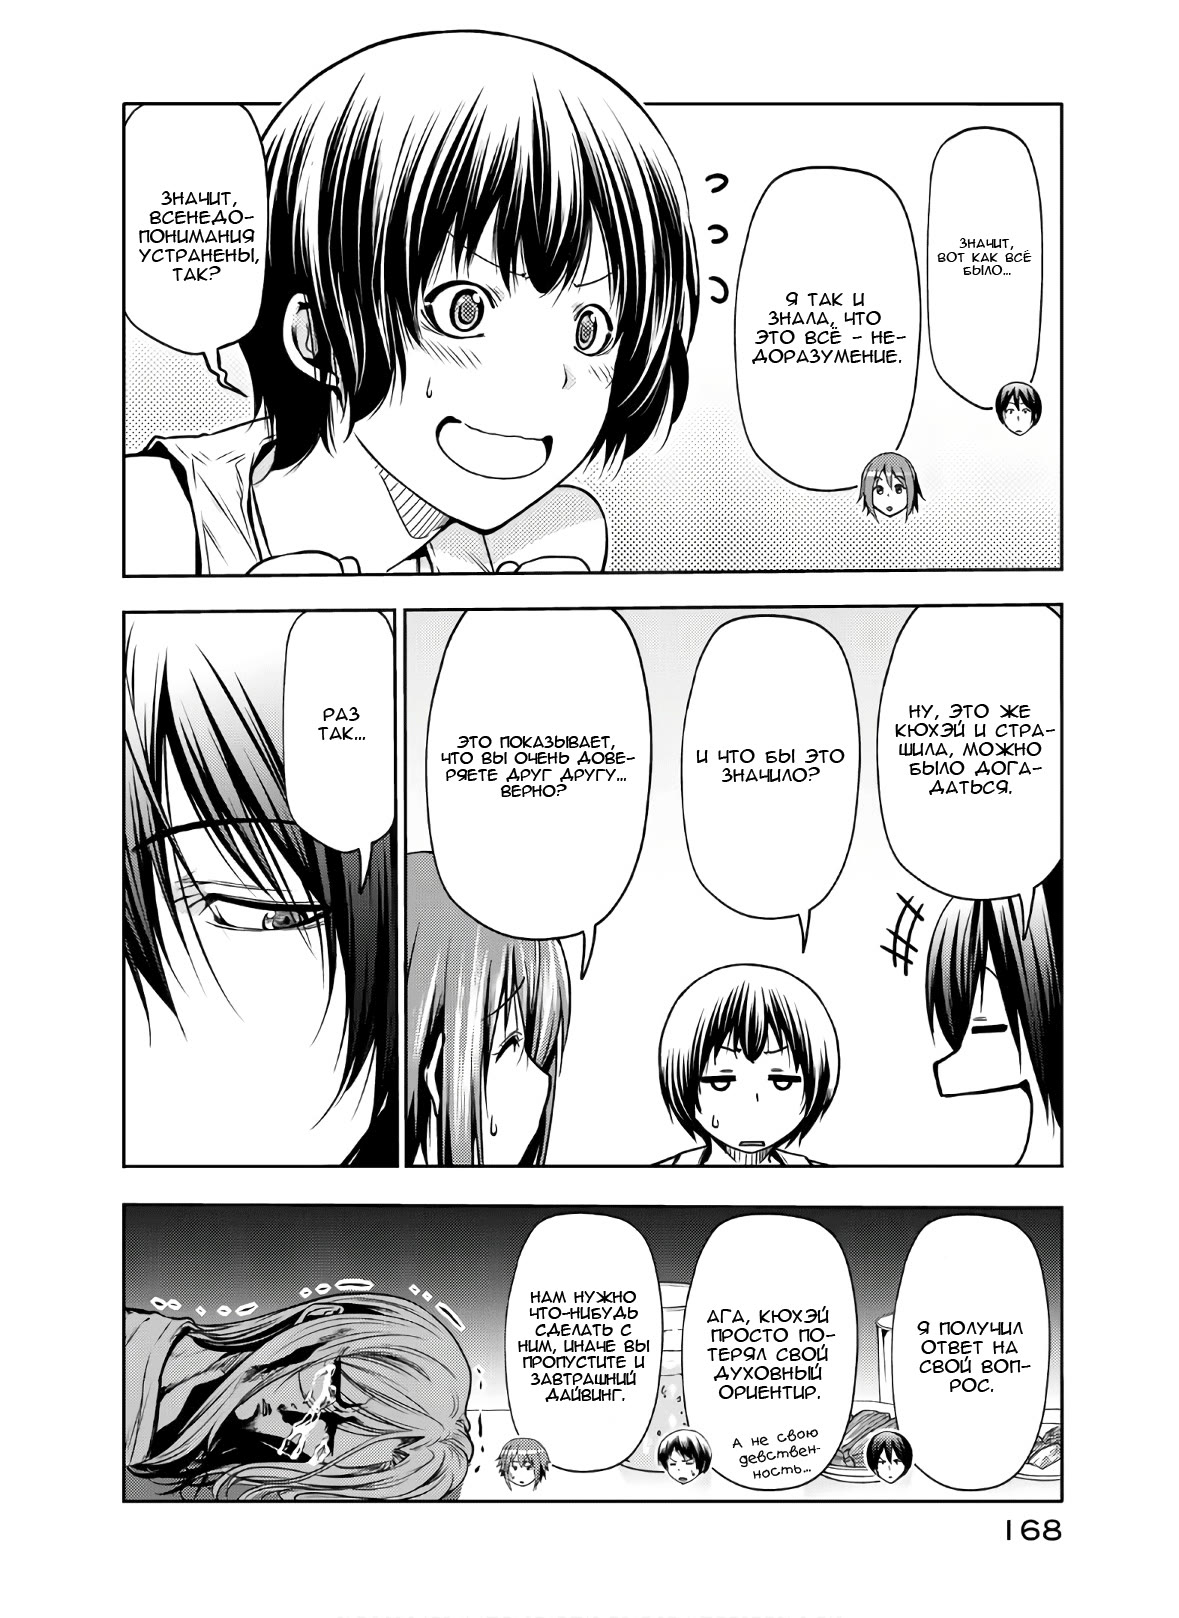 ЗНАЧИТ,
ВОТ КАК ВСЁ
БЫЛО...
Я ТАК И
ЗНАЛА, ЧТО
ЭТО ВСЁ - НЕ-
ДОРАЗУМЕНИЕ.
ЗНАЧИТ,
ВСЕНЕДО-
ПОНИМАНИЯ
УСТРАНЕНЫ,
ТАК?
НУ, ЭТО ЖЕ
КЮХЭЙ И СТРА-
ШИЛА, МОЖНО
БЫЛО ДОГА-
ДАТЬСЯ.
И ЧТО БЫ ЭТО
ЗНАЧИЛО?
ЭТО ПОКАЗЫВАЕТ,
ЧТО ВЫ ОЧЕНЬ ДОВЕ-
РЯЕТЕ ДРУГ ДРУГУ...
ВЕРНО?
РАЗ
ТАК...
Я ПОЛУЧИЛ
ОТВЕТ НА
СВОЙ ВОП-
РОС.
АГА, КЮХЭЙ
ПРОСТО ПО-
ТЕРЯЛ СВОЙ
ДУХОВНЫЙ
ОРИЕНТИР.
А не свою
девствен-
ность...
НАМ НУЖНО
ЧТО-НИБУДЬ
СДЕЛАТЬ С
НИМ, ИНАЧЕ ВЫ
ПРОПУСТИТЕ И
ЗАВТРАШНИЙ
ДАЙВИНГ.
168